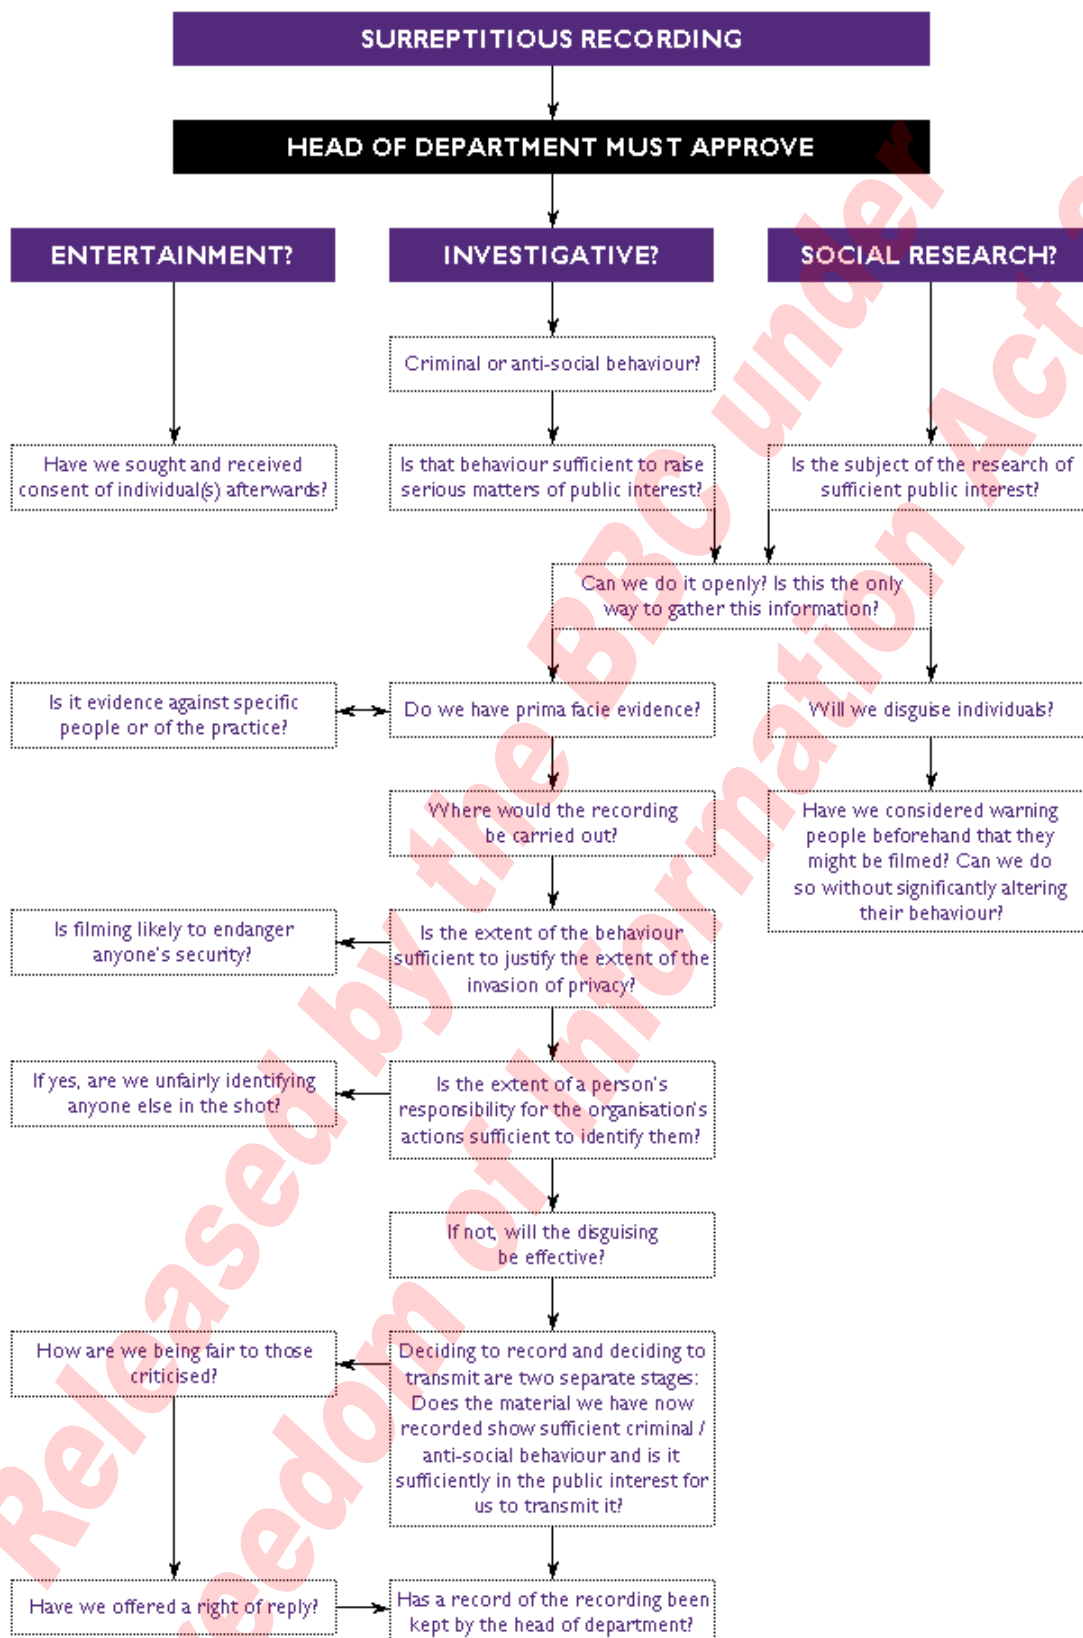 SURREPTITIOUS RECORDING
HEAD OF DEPARTMENT MUST APPROVE
ENTERTAINMENT?
INVESTIGATIVE?
SOCIAL RESEARCH?
Criminal or anti-social behaviour?
Have we sought and received
consent of individual(s) afterwards?
Is that behaviour sufficient to raise
serious matters of public interest?
Is the subject of the research of
sufficient public interest?
Can we do it openly? Is this the only
way to gather this information?
Is it evidence against specific
people or of the practice?
Do we have prima facie evidence?
Will we disguise individuals?
Where would the recording
be carried out?
Have we considered warning
people beforehand that they
might be filmed? Can we do
so without significantly altering
their behaviour?
Is filming likely to endanger
anyone's security?
Is the extent of the behaviour
sufficient to justify the extent of the
invasion of privacy?
If yes, are we unfairly identifying
anyone else in the shot?
Is the extent of a person's
responsibility for the organisation's
actions sufficient to identify them?
If not, will the disguising
be effective?
How are we being fair to those
criticised?
Deciding to record and deciding to
transmit are two separate stages:
Does the material we have now
recorded show sufficient criminal /
anti-social behaviour and is it
sufficiently in the public interest for
us to transmit it?
Have we offered a right of reply?
Has a record of the recording been
kept by the head of department?
Released by the BBC under
reedom of Information Act